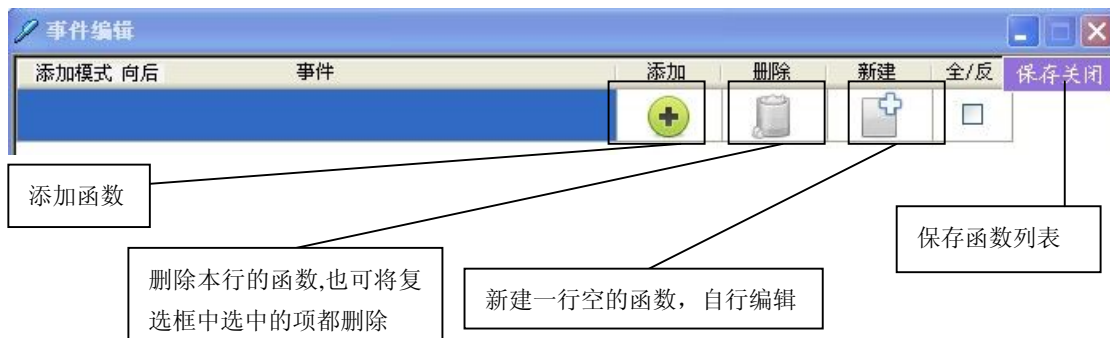 事件编辑
添加模式 向后 事件 添加 删除 新建 全/反 保存关闭
添加函数
保存函数列表
删除本行的函数,也可将复
选框中选中的项都删除
新建一行空的函数，自行编辑